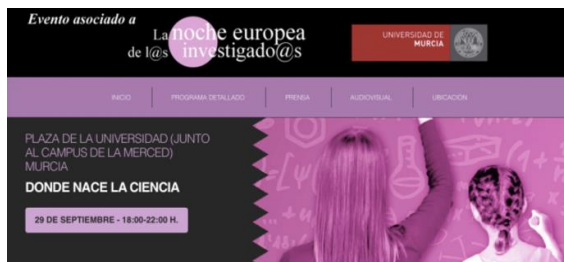 Evento asociado a
La noche europea
de l@s investigado@s
UNIVERSIDAD DE
MURCIA
INICIO
PROGRAMA DETALLADO
PRENSA
AUDIOVISUAL
UBICACIÓN
PLAZA DE LA UNIVERSIDAD (JUNTO
AL CAMPUS DE LA MERCED)
MURCIA
DONDE NACE LA CIENCIA
29 DE SEPTIEMBRE - 18:00-22:00 H.